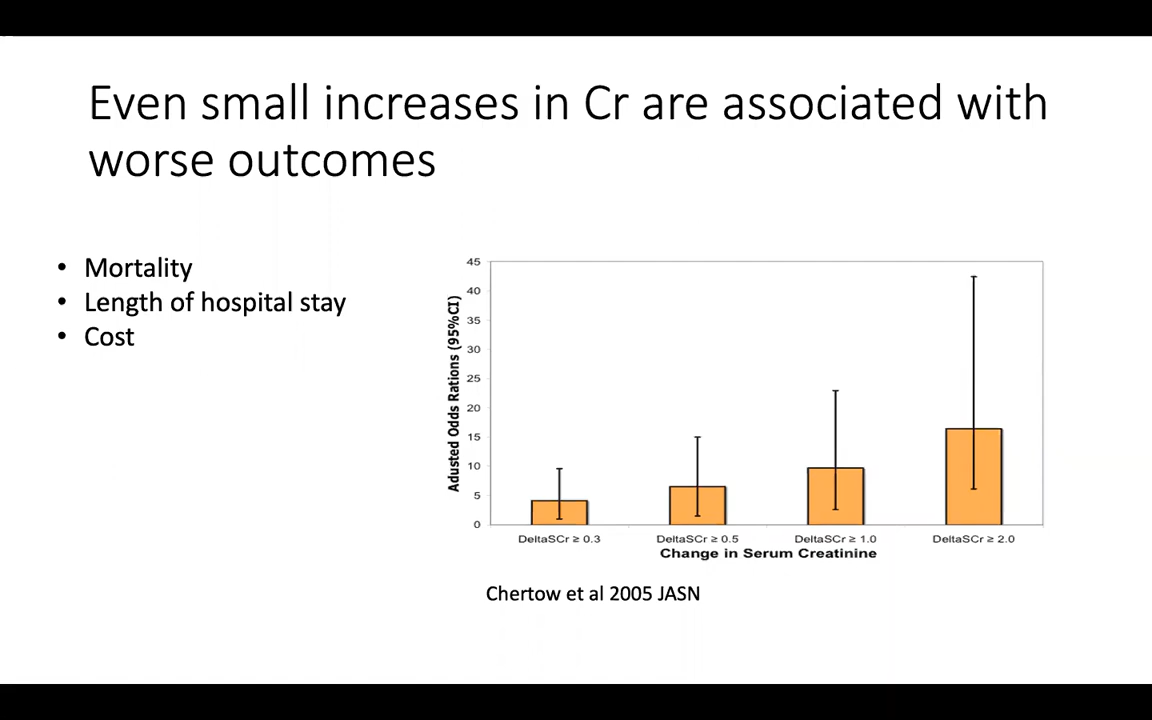 Even small increases in Cr are associated with
worse outcomes
• Mortality
• Length of hospital stay
• Cost
Adusted Odds Rations (95%CI)
45
40
35
30
25
20
15
10
5
0
DeltaSCr ≥ 0.3 DeltaSCr ≥ 0.5 DeltaSCr ≥ 1.0 DeltaSCr ≥ 2.0
Change in Serum Creatinine
Chertow et al 2005 JASN